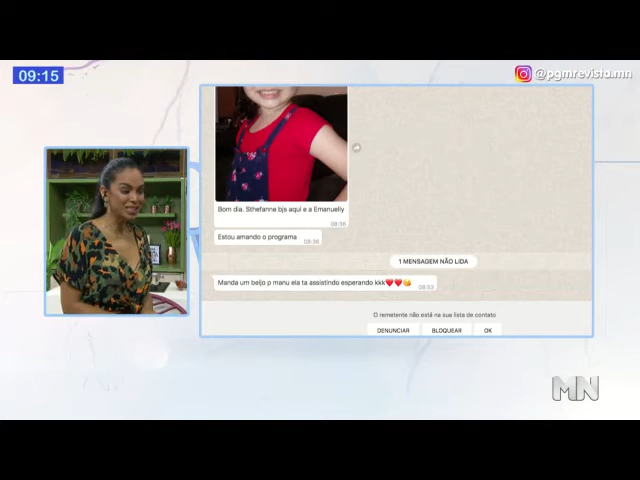 09:15
@pgmrevista.mn
Bom dia. Sthefanne bjs aqui e a Emanuelly
08:36
Estou amando o programa
08:36
1 MENSAGEM NÃO LIDA
Manda um beijo p manu ela ta assistindo esperando kkk❤️❤️😘
08:53
O remetente não está na sua lista de contato
DENUNCIAR BLOQUEAR OK
MN